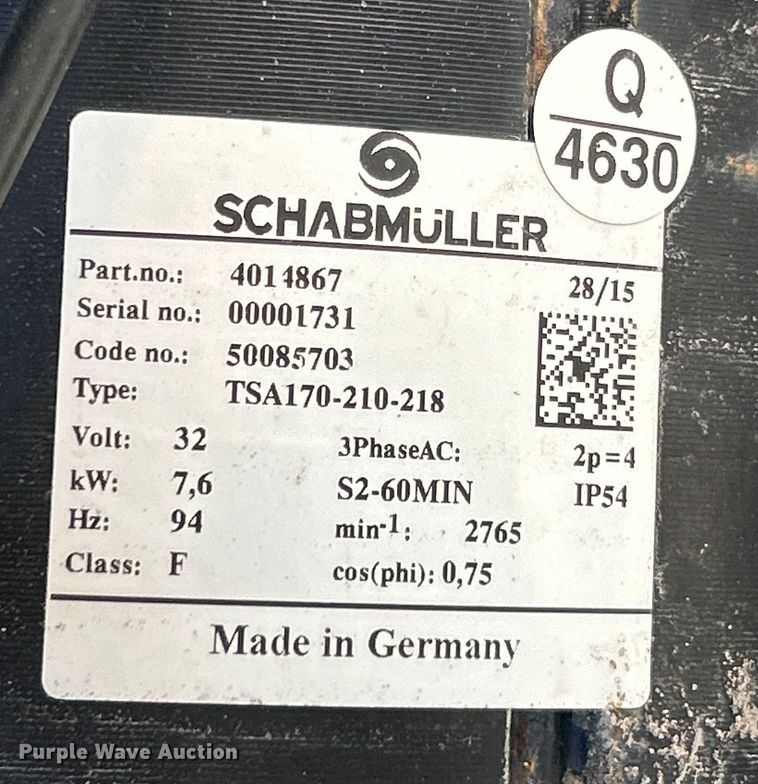 Q
4630
SCHABMÜLLER
Part.no.: 4014867 28/15
Serial no.: 00001731
Code no.: 50085703
Type: TSA170-210-218
Volt: 32 3PhaseAC: 2p=4
kW: 7,6 S2-60MIN IP54
Hz: 94 min-1: 2765
Class: F cos(phi): 0,75
Made in Germany
Purple Wave Auction